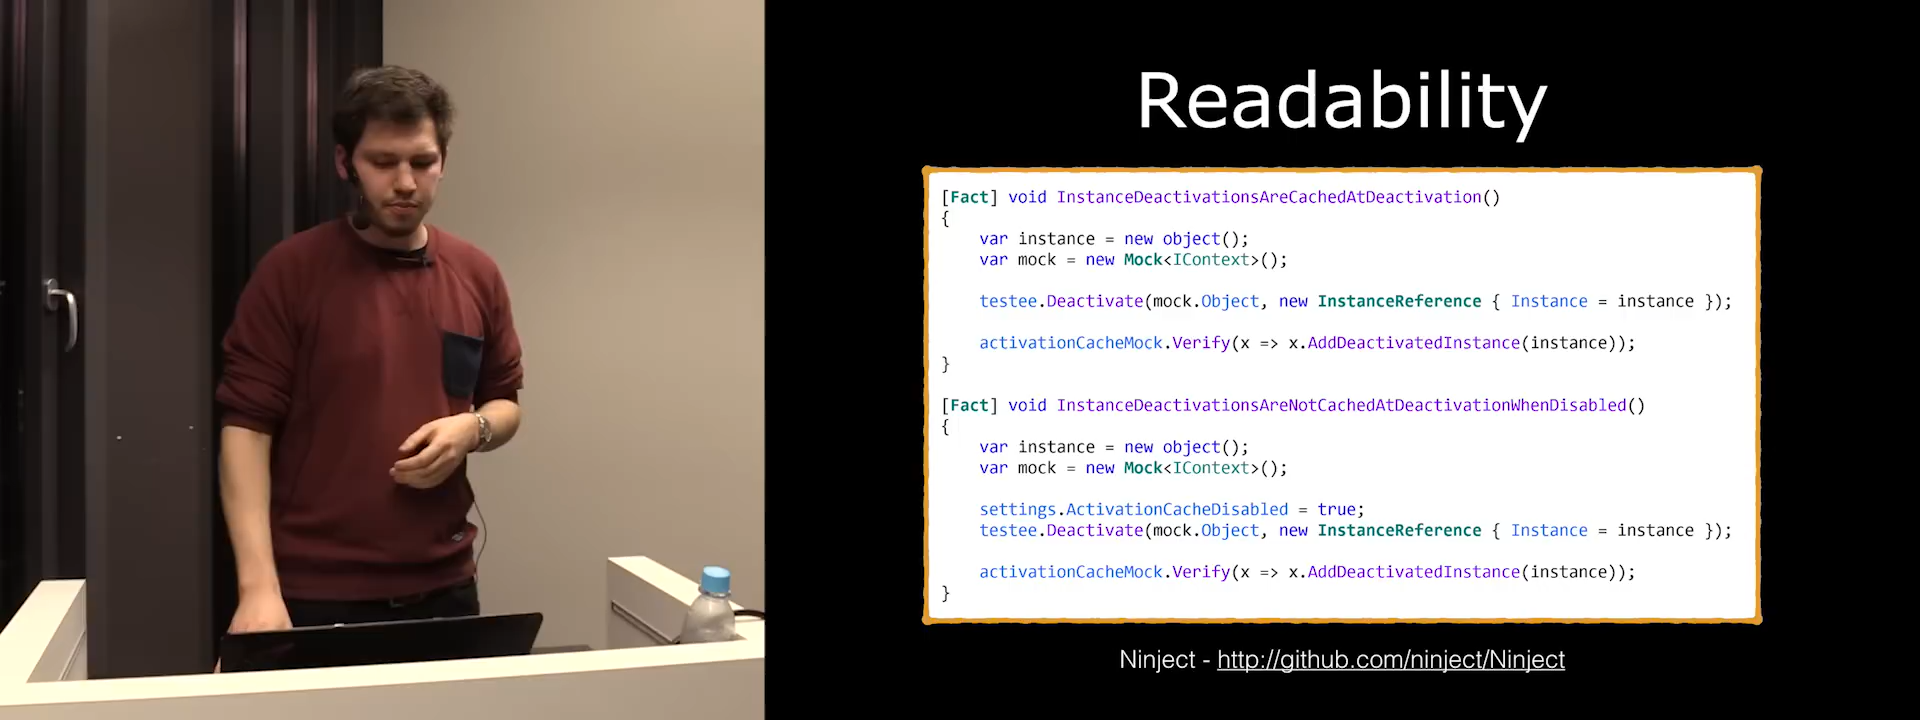 Readability
[Fact] void InstanceDeactivationsAreCachedAtDeactivation()
{
    var instance = new object();
    var mock = new Mock<IContext>();
    testee.Deactivate(mock.Object, new InstanceReference { Instance = instance });
    activationCacheMock.Verify(x => x.AddDeactivatedInstance(instance));
}
[Fact] void InstanceDeactivationsAreNotCachedAtDeactivationWhenDisabled()
{
    var instance = new object();
    var mock = new Mock<IContext>();
    settings.ActivationCacheDisabled = true;
    testee.Deactivate(mock.Object, new InstanceReference { Instance = instance });
    activationCacheMock.Verify(x => x.AddDeactivatedInstance(instance));
}
Ninject - http://github.com/ninject/Ninject